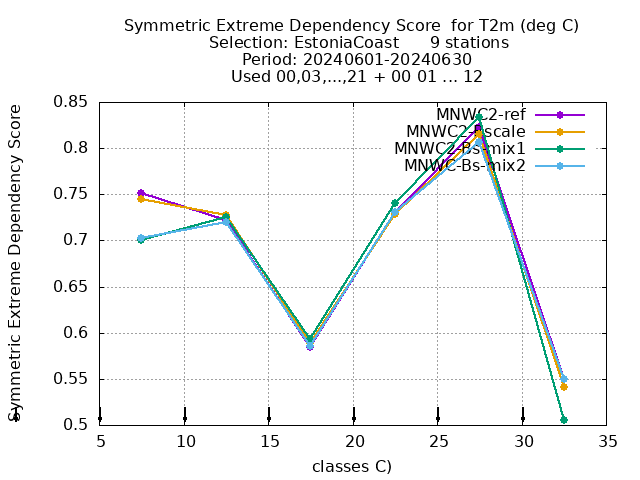 Symmetric Extreme Dependency Score for T2m (deg C)
Selection: EstoniaCoast 9 stations
Period: 20240601-20240630
Used 00,03,...,21 + 00 01 ... 12
Symmetric Extreme Dependency Score
0.85
0.8
0.75
0.7
0.65
0.6
0.55
0.5
MNWC2-ref
MNWC2-Bs-mix1
MNWC-Bs-mix2
5
10
15
20
25
30
35
classes C)